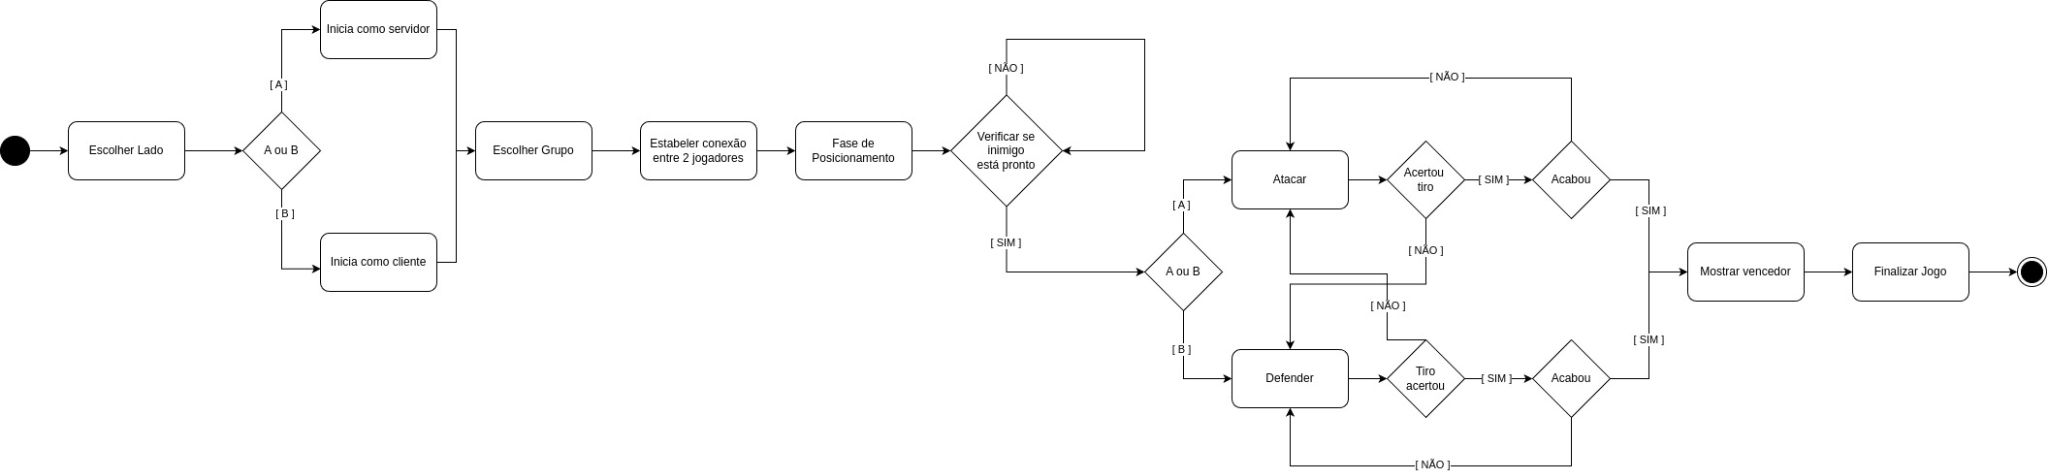 Escolher Lado
A ou B
[ A ]
[ B ]
Inicia como servidor
Inicia como cliente
Escolher Grupo
Estabeler conexão
entre 2 jogadores
Fase de
Posicionamento
Verificar se
inimigo
está pronto
[ NÃO ]
[ SIM ]
A ou B
[ A ]
[ B ]
Atacar
Acertou
tiro
[ SIM ]
Acabou
[ NÃO ]
[ NÃO ]
[ SIM ]
Defender
Tiro
acertou
[ NÃO ]
[ SIM ]
Acabou
[ NÃO ]
[ SIM ]
Mostrar vencedor
Finalizar Jogo